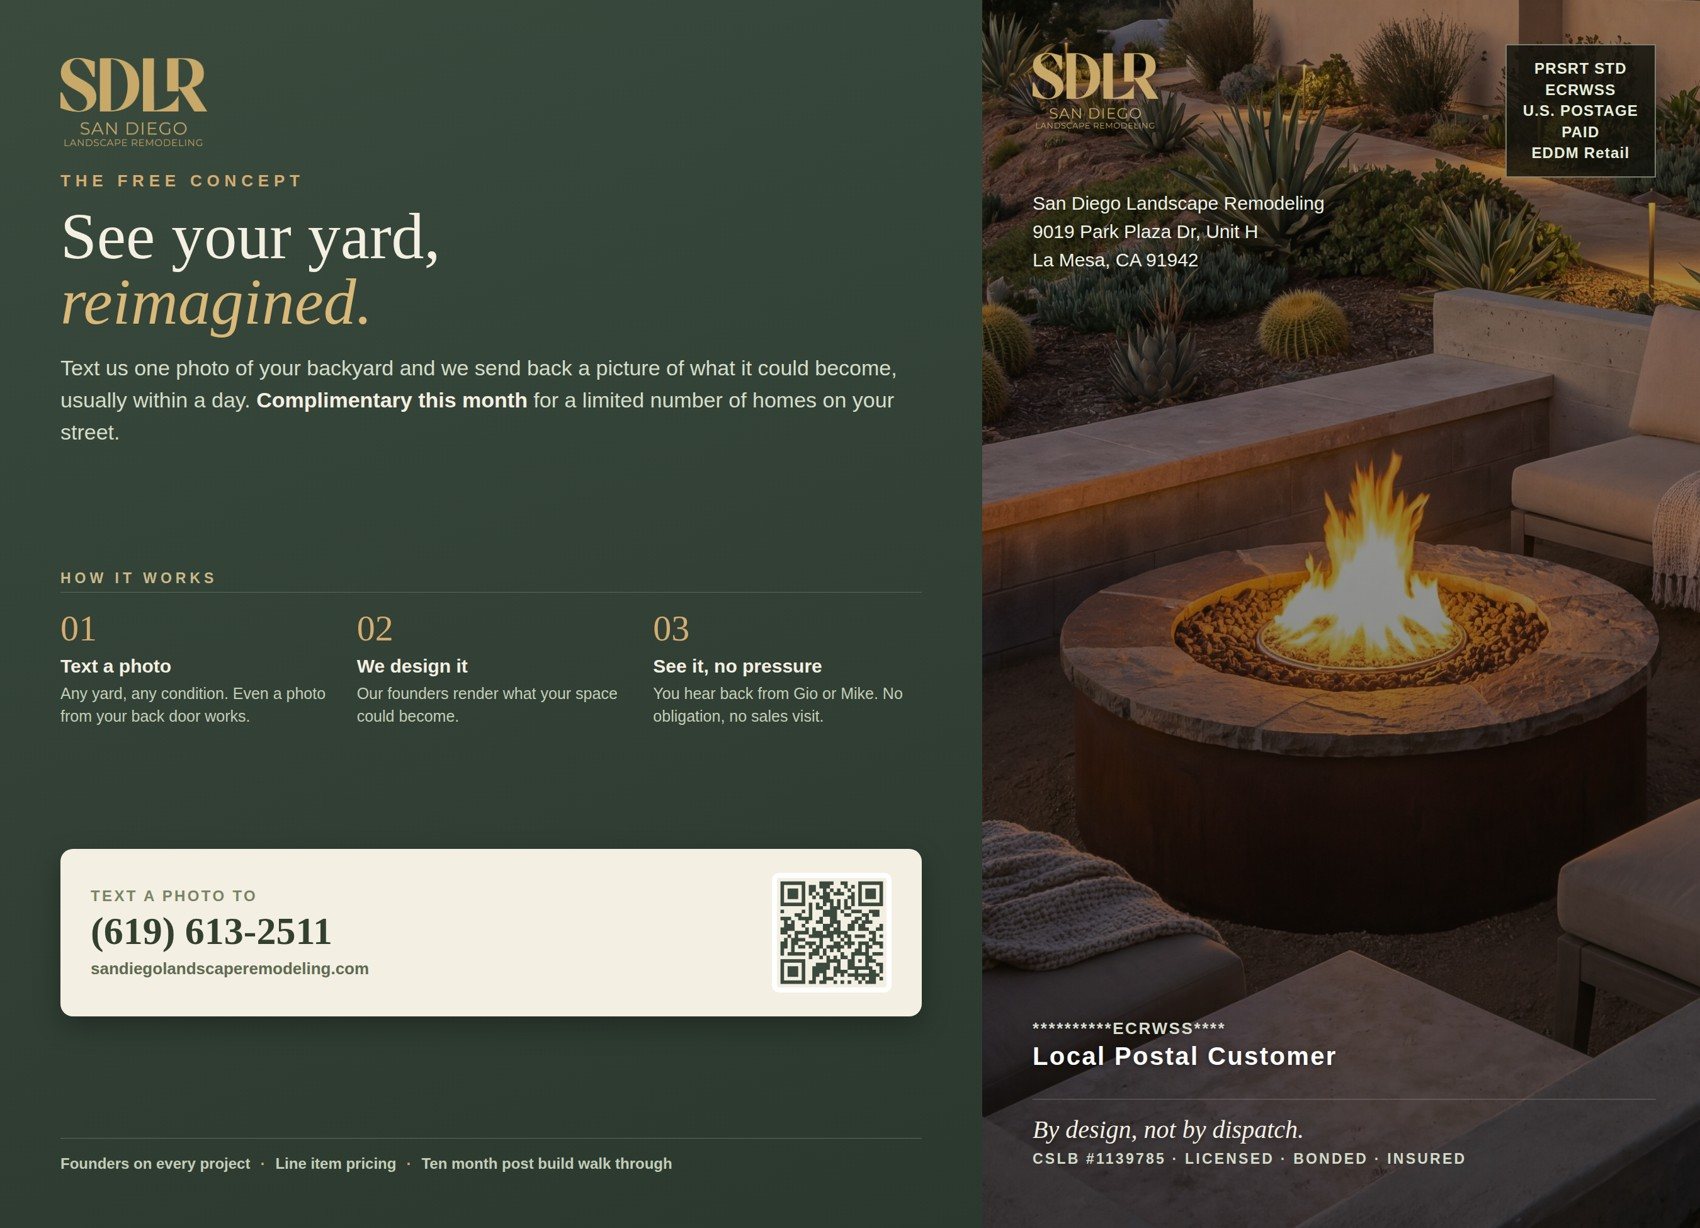 SDLR
SAN DIEGO
LANDSCAPE REMODELING
THE FREE CONCEPT
See your yard,
reimagined.
Text us one photo of your backyard and we send back a picture of what it could become,
usually within a day. Complimentary this month for a limited number of homes on your
street.
HOW IT WORKS
01
Text a photo
Any yard, any condition. Even a photo
from your back door works.
02
We design it
Our founders render what your space
could become.
03
See it, no pressure
You hear back from Gio or Mike. No
obligation, no sales visit.
TEXT A PHOTO TO
(619) 613-2511
sandiegolandscaperemodeling.com
Founders on every project · Line item pricing · Ten month post build walk through
SDLR
SAN DIEGO
LANDSCAPE REMODELING
PRSRT STD
ECRWSS
U.S. POSTAGE
PAID
EDDM Retail
San Diego Landscape Remodeling
9019 Park Plaza Dr, Unit H
La Mesa, CA 91942
**********ECRWSS****
Local Postal Customer
By design, not by dispatch.
CSLB #1139785 · LICENSED · BONDED · INSURED